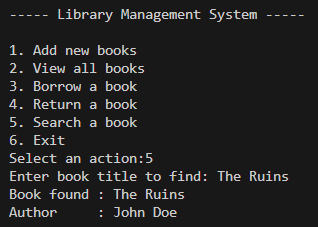 ----- Library Management System -----
1. Add new books
2. View all books
3. Borrow a book
4. Return a book
5. Search a book
6. Exit
Select an action:5
Enter book title to find: The Ruins
Book found : The Ruins
Author     : John Doe